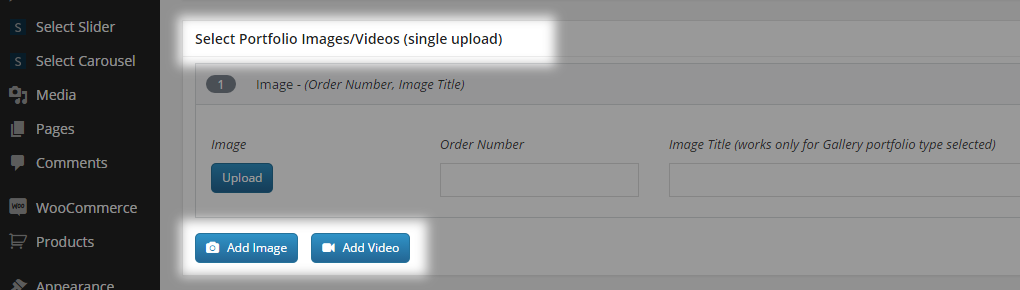 Select Slider
Select Carousel
Media
Pages
Comments
WooCommerce
Products
Appearance
Select Portfolio Images/Videos (single upload)
1 Image - (Order Number, Image Title)
Image Order Number Image Title (works only for Gallery portfolio type selected)
Upload
Add Image Add Video